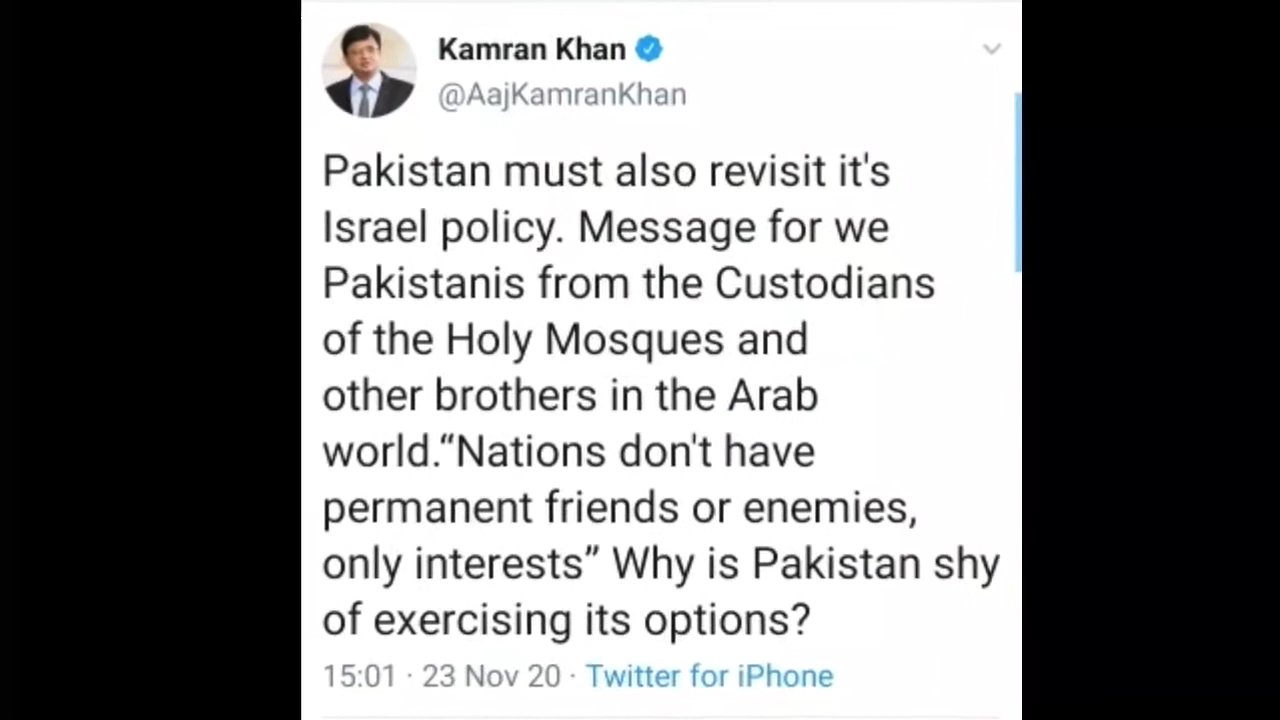 Kamran Khan
@AajKamranKhan
Pakistan must also revisit it's
Israel policy. Message for we
Pakistanis from the Custodians
of the Holy Mosques and
other brothers in the Arab
world.“Nations don't have
permanent friends or enemies,
only interests” Why is Pakistan shy
of exercising its options?
15:01 · 23 Nov 20 · Twitter for iPhone